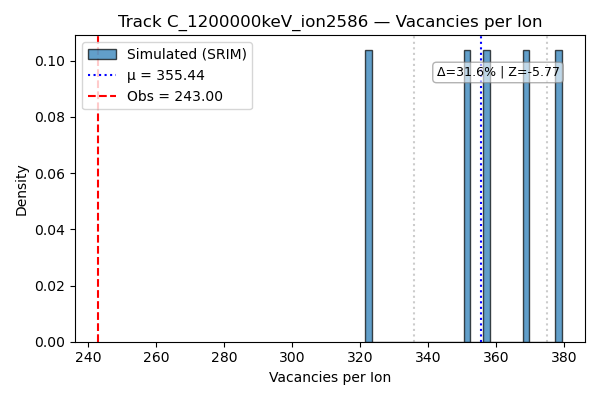 Track C_1200000keV_ion2586 — Vacancies per Ion
Simulated (SRIM)
μ = 355.44
Obs = 243.00
Δ=31.6% | Z=-5.77
Density
0.10
0.08
0.06
0.04
0.02
0.00
240 260 280 300 320 340 360 380
Vacancies per Ion